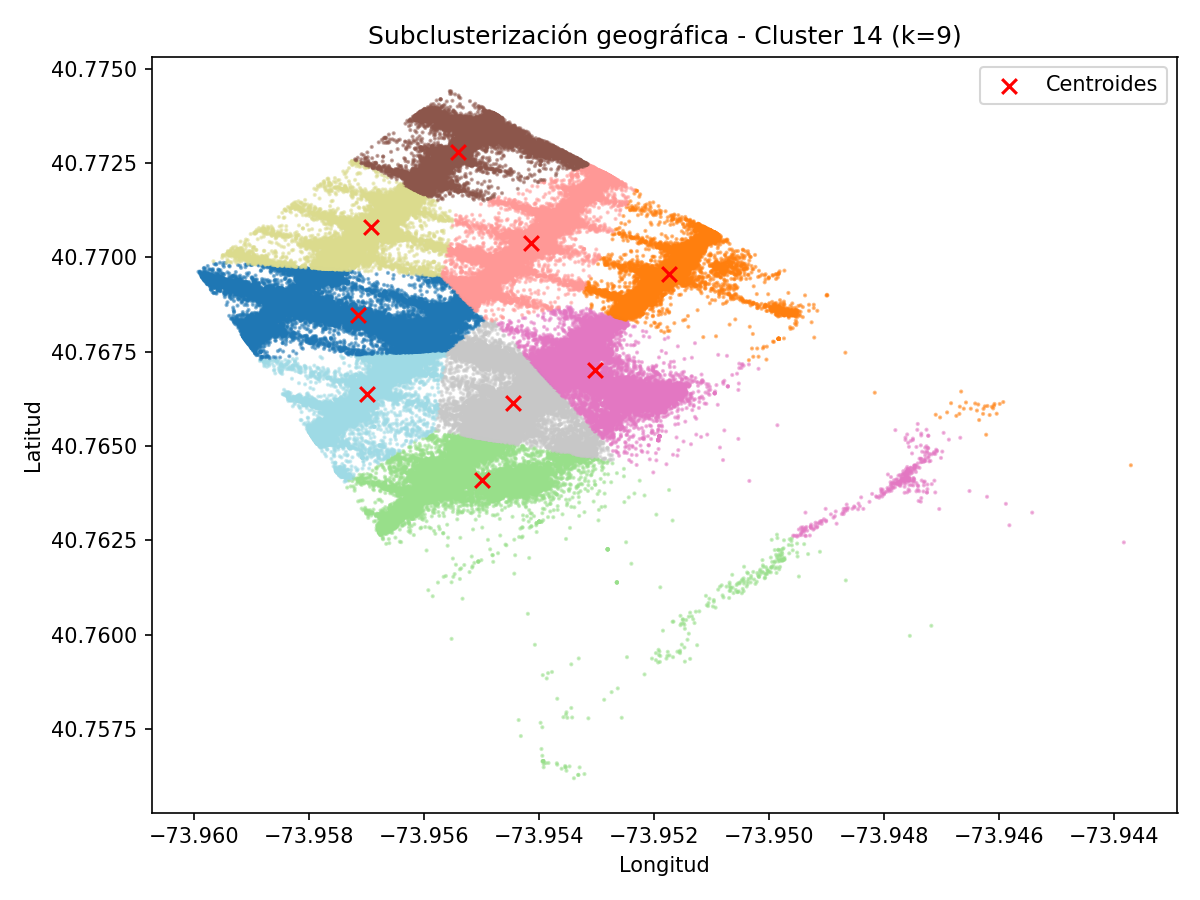 Subclusterización geográfica - Cluster 14 (k=9)
Centroides
40.7750
40.7725
40.7700
40.7675
40.7650
40.7625
40.7600
40.7575
Latitud
−73.960 −73.958 −73.956 −73.954 −73.952 −73.950 −73.948 −73.946 −73.944
Longitud